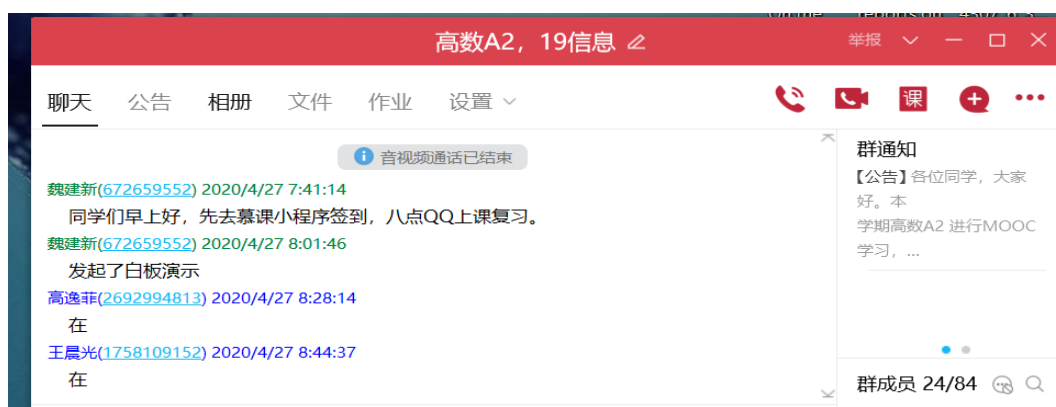 高数A2，19信息
举报
聊天 公告 相册 文件 作业 设置
课
音视频通话已结束
魏建新(672659552) 2020/4/27 7:41:14
同学们早上好，先去慕课小程序签到，八点QQ上课复习。
魏建新(672659552) 2020/4/27 8:01:46
发起了白板演示
高逸菲(2692994813) 2020/4/27 8:28:14
在
王晨光(1758109152) 2020/4/27 8:44:37
在
群通知
【公告】各位同学，大家
好。本
学期高数A2 进行MOOC
学习，...
群成员 24/84